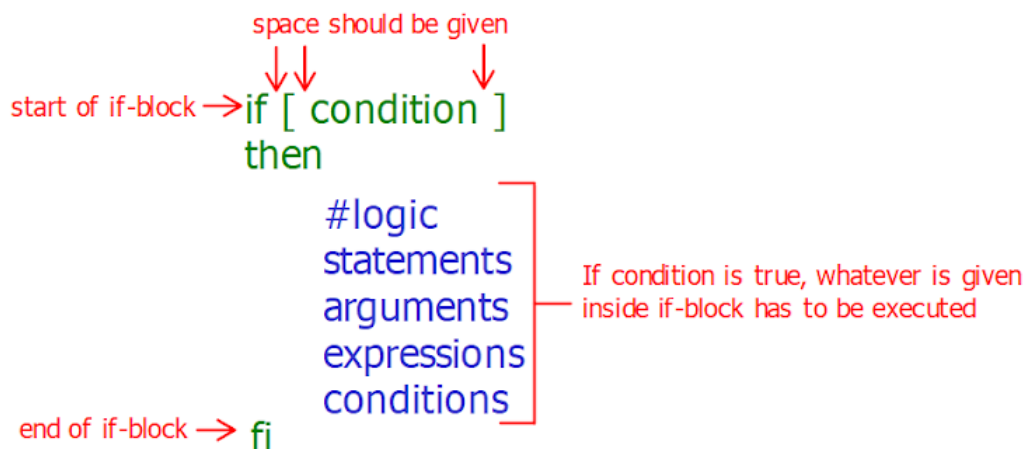 space should be given
start of if-block
if [ condition ]
then
#logic
statements
arguments
expressions
conditions
If condition is true, whatever is given
inside if-block has to be executed
end of if-block
fi